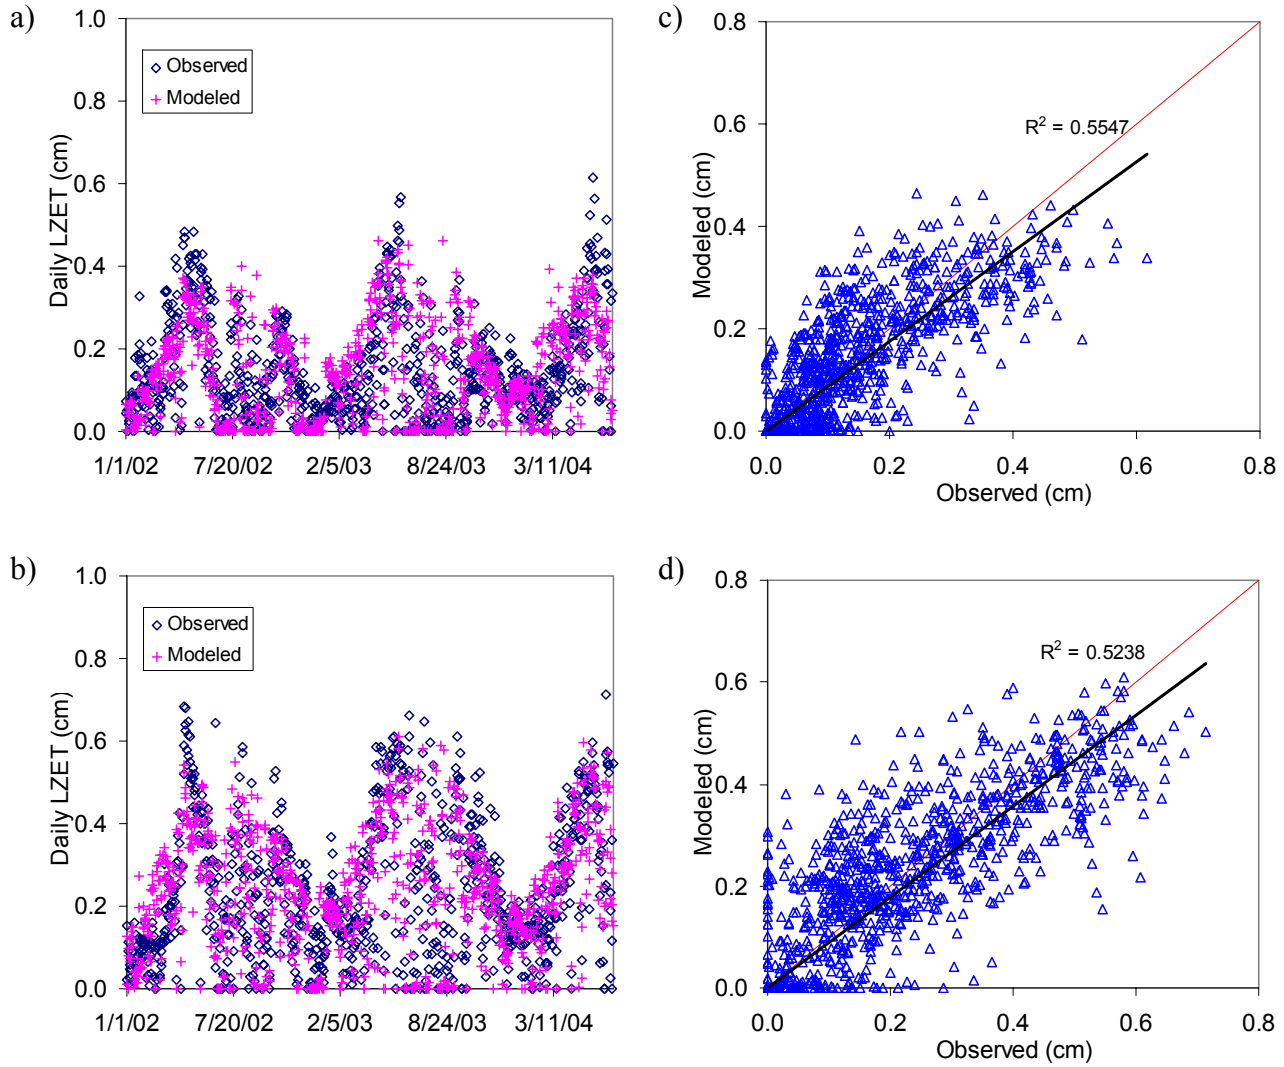 a)
1.0
0.8
0.6
0.4
0.2
0.0
Daily LZET (cm)
Observed
Modeled
1/1/02 7/20/02 2/5/03 8/24/03 3/11/04
c)
0.8
0.6
0.4
0.2
0.0
Modeled (cm)
R² = 0.5547
0.0 0.2 0.4 0.6 0.8
Observed (cm)
b)
1.0
0.8
0.6
0.4
0.2
0.0
Daily LZET (cm)
Observed
Modeled
1/1/02 7/20/02 2/5/03 8/24/03 3/11/04
d)
0.8
0.6
0.4
0.2
0.0
Modeled (cm)
R² = 0.5238
0.0 0.2 0.4 0.6 0.8
Observed (cm)